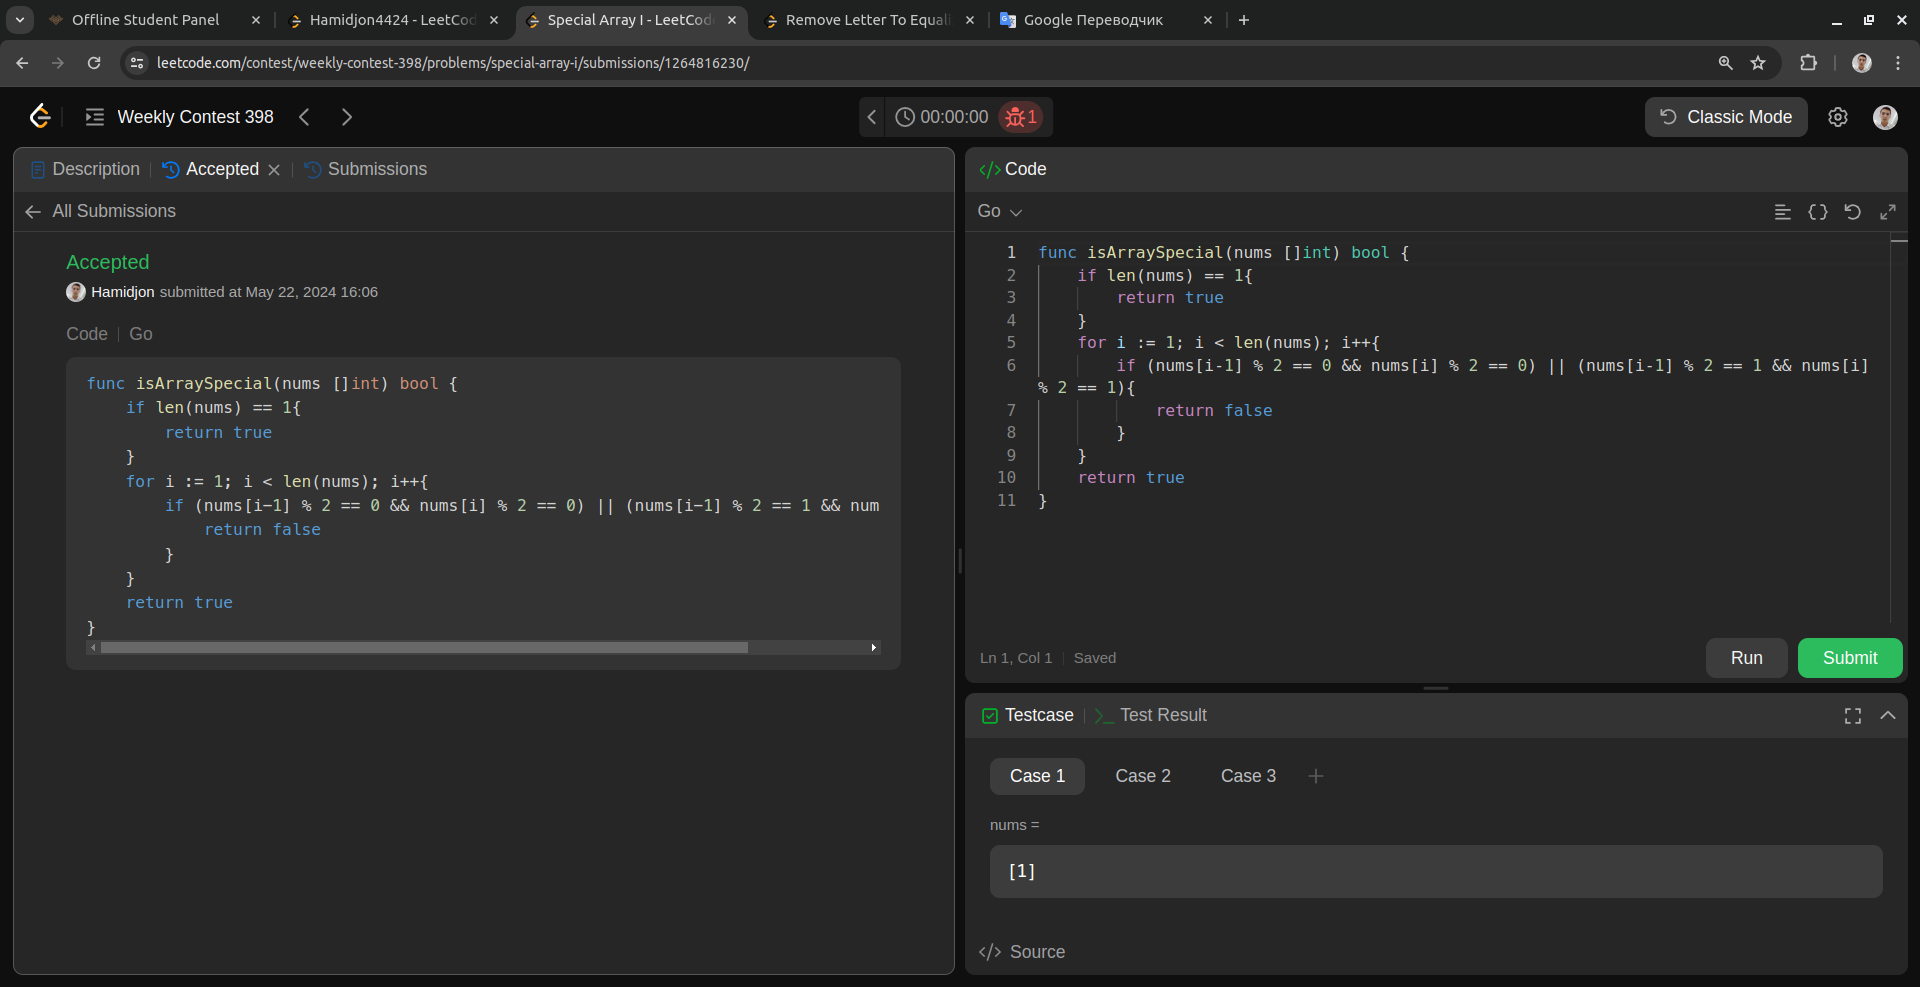 Offline Student Panel
Hamidjon4424 - LeetCod
Special Array I - LeetCod
Remove Letter To Equali
Google Переводчик
leetcode.com/contest/weekly-contest-398/problems/special-array-i/submissions/1264816230/
Weekly Contest 398
00:00:00
1
Classic Mode
Description
Accepted
Submissions
All Submissions
Accepted
Hamidjon submitted at May 22, 2024 16:06
Code | Go
func isArraySpecial(nums []int) bool {
    if len(nums) == 1{
        return true
    }
    for i := 1; i < len(nums); i++{
        if (nums[i-1] % 2 == 0 && nums[i] % 2 == 0) || (nums[i-1] % 2 == 1 && num
            return false
        }
    }
    return true
}
</> Code
Go
1 func isArraySpecial(nums []int) bool {
2     if len(nums) == 1{
3         return true
4     }
5     for i := 1; i < len(nums); i++{
6         if (nums[i-1] % 2 == 0 && nums[i] % 2 == 0) || (nums[i-1] % 2 == 1 && nums[i]
% 2 == 1){
7             return false
8         }
9     }
10     return true
11 }
Ln 1, Col 1 | Saved
Run
Submit
Testcase
>_ Test Result
Case 1
Case 2
Case 3
+
nums =
[1]
</> Source